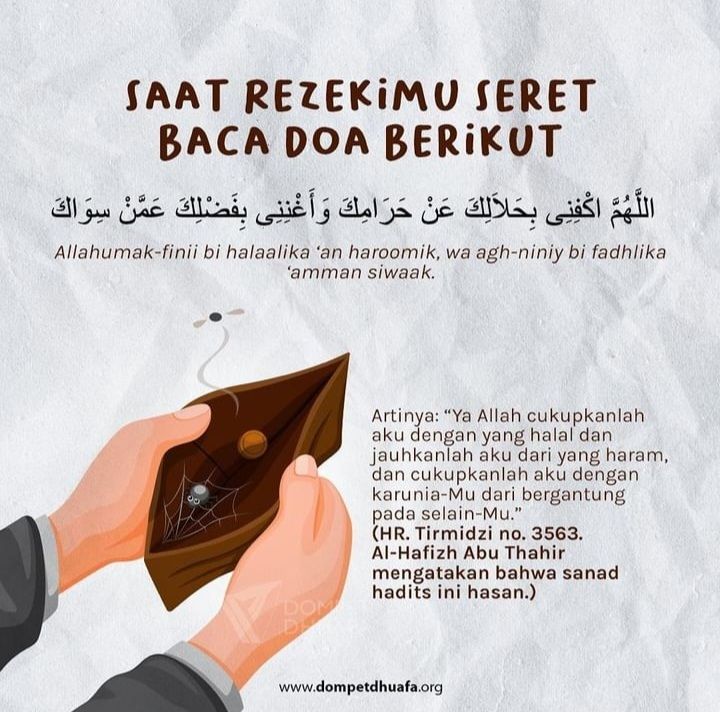 SAAT REZEKIMU SERET
BACA DOA BERIKUT
اللَّهُمَّ اكْفِنِى بِحَلاَلِكَ عَنْ حَرَامِكَ وَأَغْنِنِى بِفَضْلِكَ عَمَّنْ سِوَاكَ
Allahumak-finii bi halaalika ‘an haroomik, wa agh-niniy bi fadhlika
‘amman siwaak.
Artinya: “Ya Allah cukupkanlah
aku dengan yang halal dan
jauhkanlah aku dari yang haram,
dan cukupkanlah aku dengan
karunia-Mu dari bergantung
pada selain-Mu.”
(HR. Tirmidzi no. 3563.
Al-Hafizh Abu Thahir
mengatakan bahwa sanad
hadits ini hasan.)
www.dompetdhuafa.org